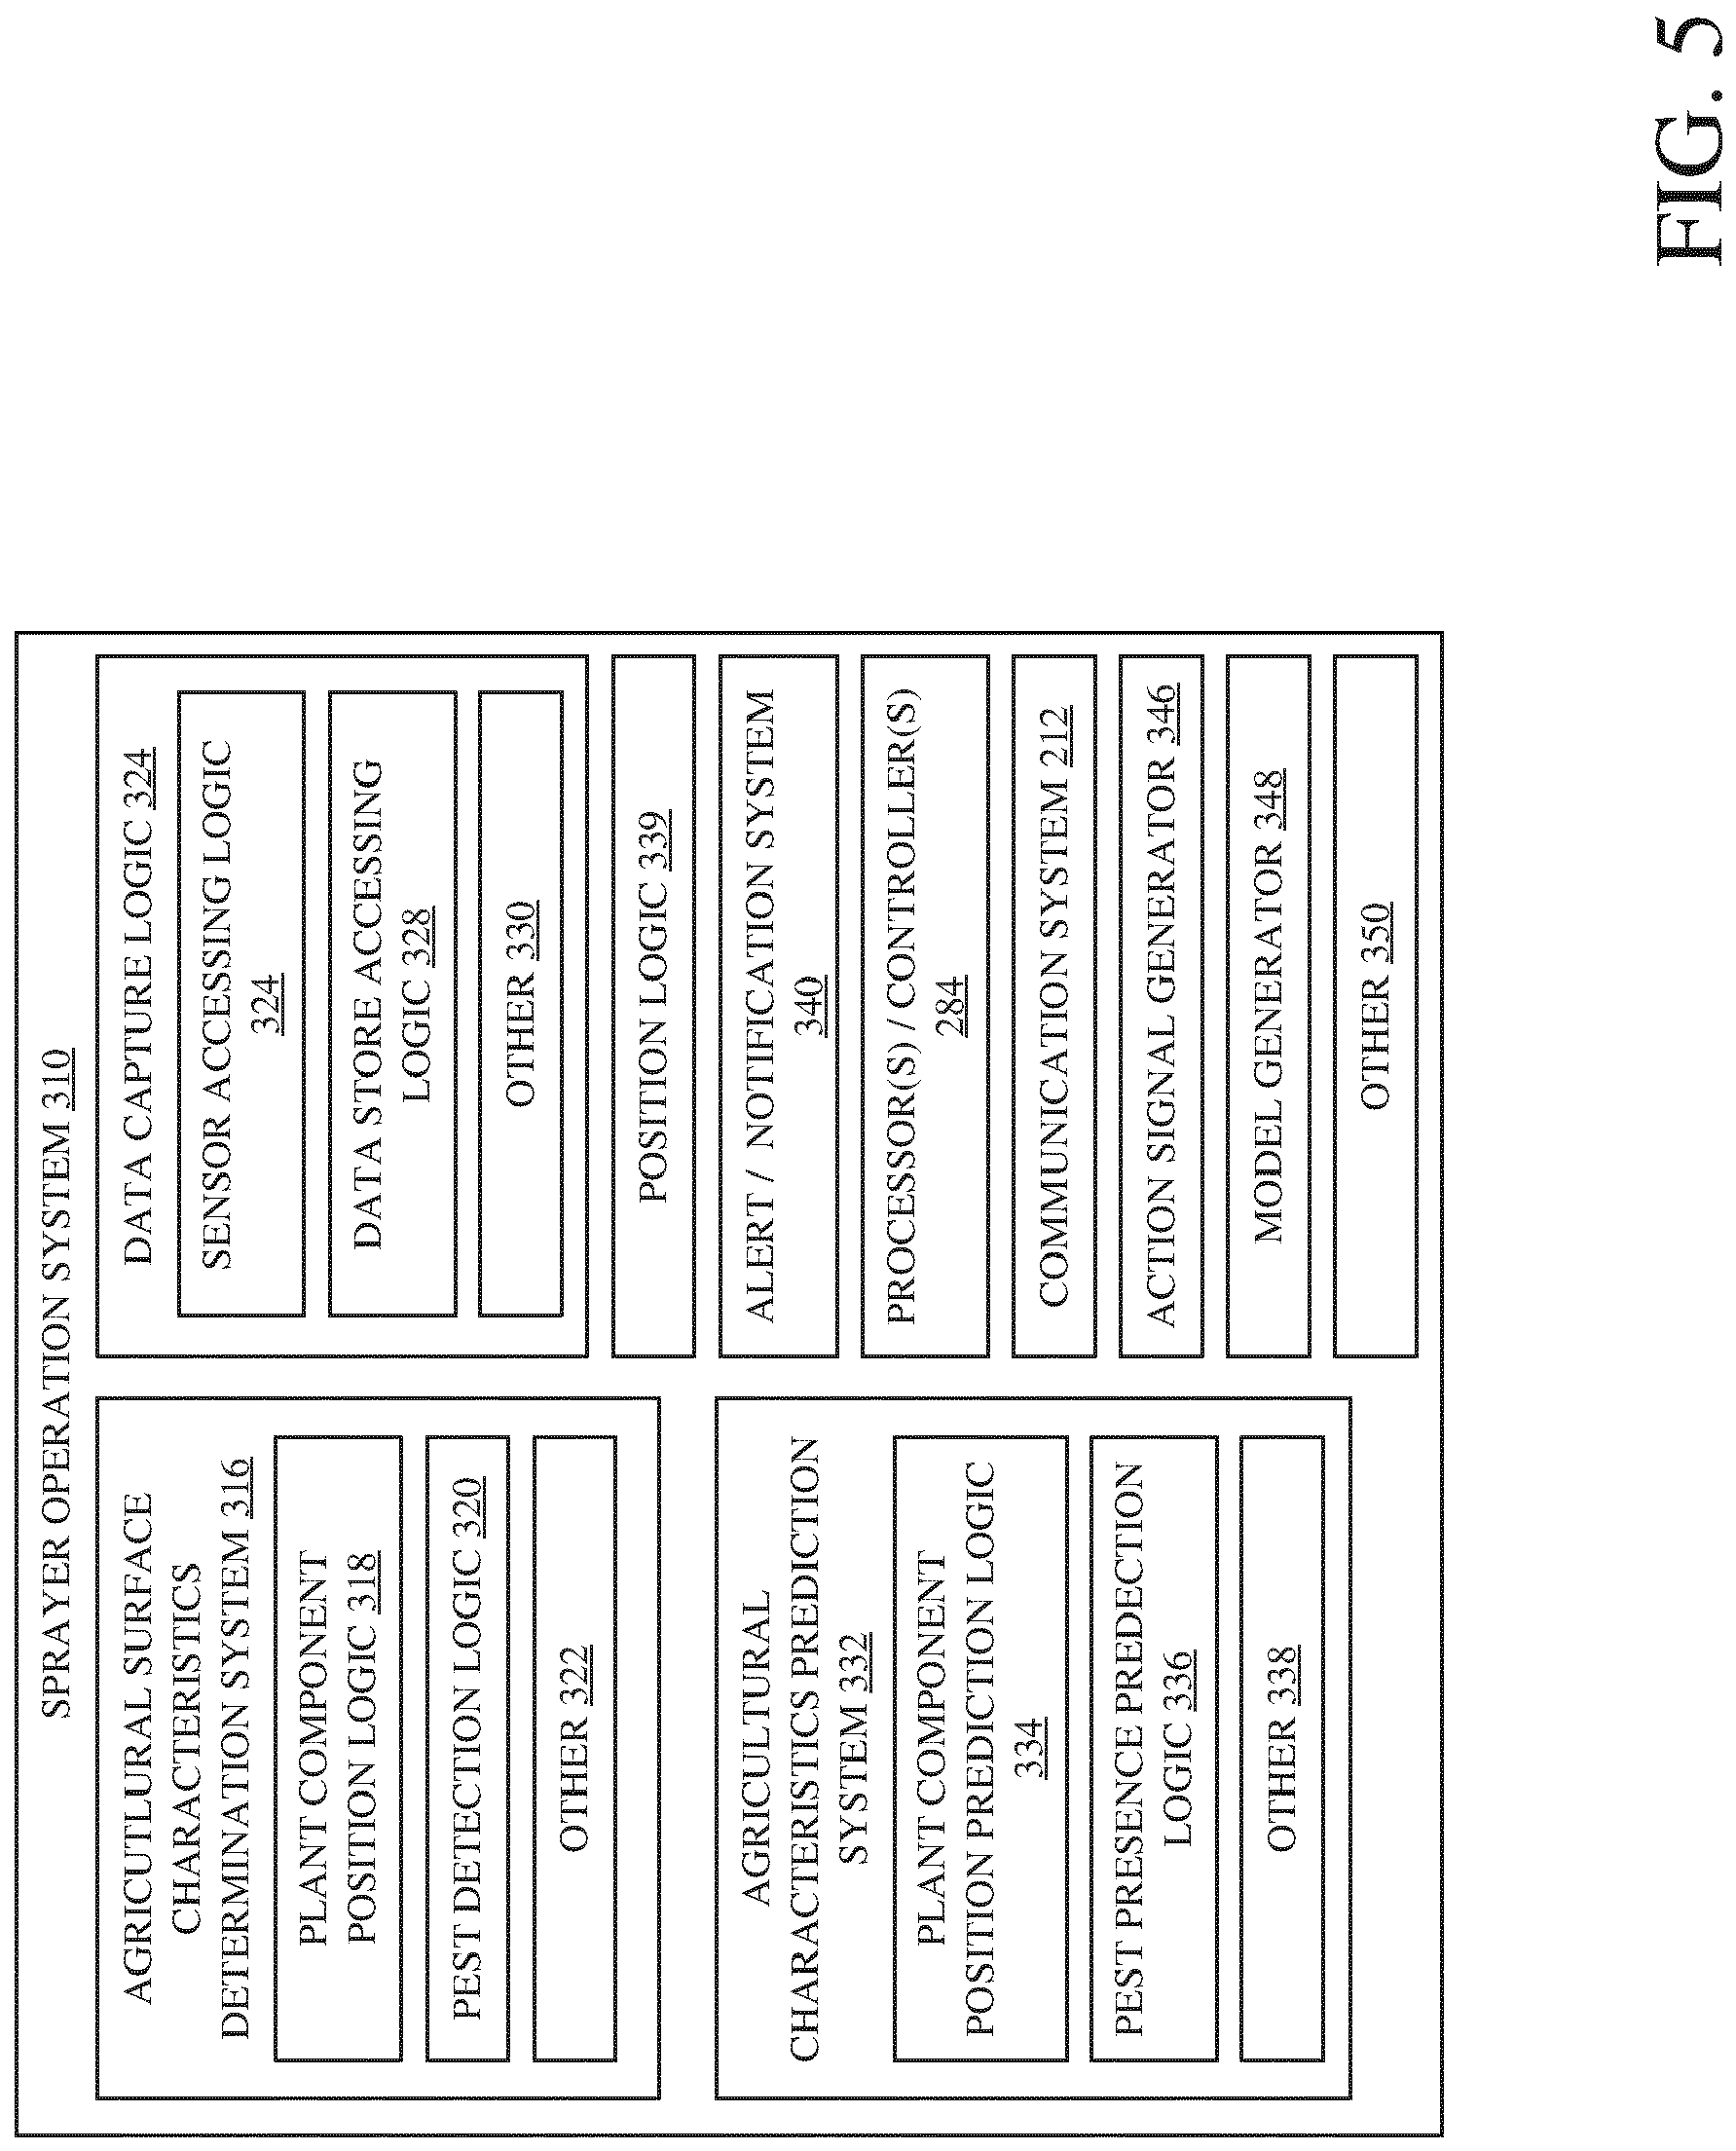 SPRAYER OPERATION SYSTEM 310
AGRICUTLURAL SURFACE
CHARACTERISTICS
DETERMINATION SYSTEM 316
PLANT COMPONENT
POSITION LOGIC 318
PEST DETECTION LOGIC 320
OTHER 322
AGRICULTURAL
CHARACTERISTICS PREDICTION
SYSTEM 332
PLANT COMPONENT
POSITION PREDICTION LOGIC
334
PEST PRESENCE PREDECTION
LOGIC 336
OTHER 338
DATA CAPTURE LOGIC 324
SENSOR ACCESSING LOGIC
324
DATA STORE ACCESSING
LOGIC 328
OTHER 330
POSITION LOGIC 339
ALERT / NOTIFICATION SYSTEM
340
PROCESSOR(S) / CONTROLLER(S)
284
COMMUNICATION SYSTEM 212
ACTION SIGNAL GENERATOR 346
MODEL GENERATOR 348
OTHER 350
FIG. 5